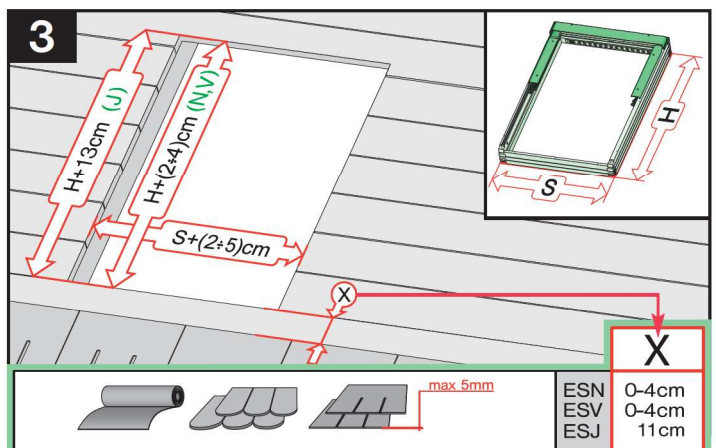 3
H+13cm (J)
H+(2÷4)cm (N,V)
S+(2÷5)cm
H
S
X
X
max 5mm
ESN 0-4cm
ESV 0-4cm
ESJ 11cm